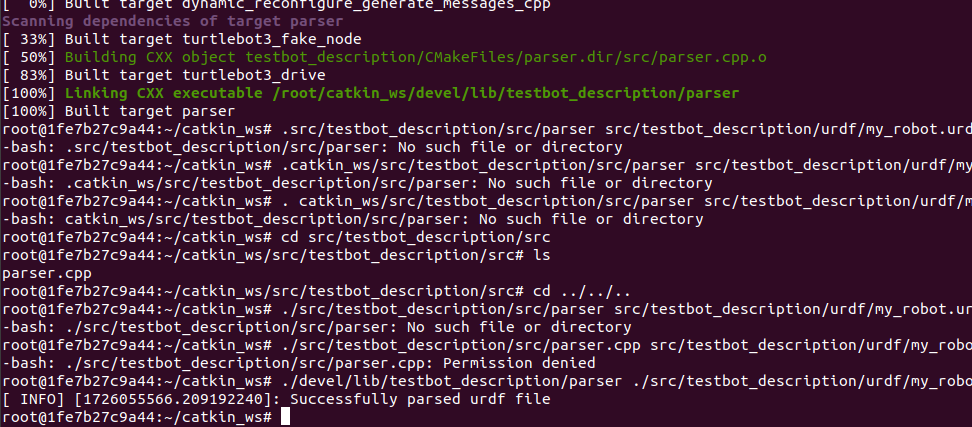 [  0%] Built target dynamic_reconfigure_generate_messages_cpp
Scanning dependencies of target parser
[ 33%] Built target turtlebot3_fake_node
[ 50%] Building CXX object testbot_description/CMakeFiles/parser.dir/src/parser.cpp.o
[ 83%] Built target turtlebot3_drive
[100%] Linking CXX executable /root/catkin_ws/devel/lib/testbot_description/parser
[100%] Built target parser
root@1fe7b27c9a44:~/catkin_ws# .src/testbot_description/src/parser src/testbot_description/urdf/my_robot.urd
-bash: .src/testbot_description/src/parser: No such file or directory
root@1fe7b27c9a44:~/catkin_ws# .catkin_ws/src/testbot_description/src/parser src/testbot_description/urdf/my
-bash: .catkin_ws/src/testbot_description/src/parser: No such file or directory
root@1fe7b27c9a44:~/catkin_ws# . catkin_ws/src/testbot_description/src/parser src/testbot_description/urdf/m
-bash: catkin_ws/src/testbot_description/src/parser: No such file or directory
root@1fe7b27c9a44:~/catkin_ws# cd src/testbot_description/src
root@1fe7b27c9a44:~/catkin_ws/src/testbot_description/src# ls
parser.cpp
root@1fe7b27c9a44:~/catkin_ws/src/testbot_description/src# cd ../../..
root@1fe7b27c9a44:~/catkin_ws# ./src/testbot_description/src/parser src/testbot_description/urdf/my_robot.ur
-bash: ./src/testbot_description/src/parser: No such file or directory
root@1fe7b27c9a44:~/catkin_ws# ./src/testbot_description/src/parser.cpp src/testbot_description/urdf/my_robo
-bash: ./src/testbot_description/src/parser.cpp: Permission denied
root@1fe7b27c9a44:~/catkin_ws# ./devel/lib/testbot_description/parser ./src/testbot_description/urdf/my_robo
[ INFO] [1726055566.209192240]: Successfully parsed urdf file
root@1fe7b27c9a44:~/catkin_ws#